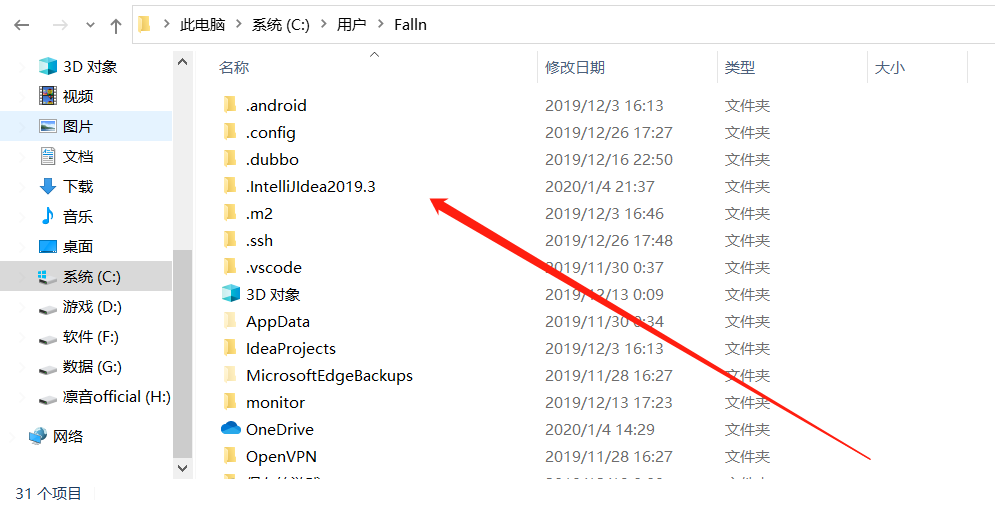 此电脑 系统 (C:) 用户 Falln
3D 对象
视频
图片
文档
下载
音乐
桌面
系统 (C:)
游戏 (D:)
软件 (F:)
数据 (G:)
凛音official (H:)
网络
名称 修改日期 类型 大小
.android 2019/12/3 16:13 文件夹
.config 2019/12/26 17:27 文件夹
.dubbo 2019/12/16 22:50 文件夹
.IntelliJIdea2019.3 2020/1/4 21:37 文件夹
.m2 2019/12/3 16:46 文件夹
.ssh 2019/12/26 17:48 文件夹
.vscode 2019/11/30 0:37 文件夹
3D 对象 2019/12/13 0:09 文件夹
AppData 2019/11/30 0:34 文件夹
IdeaProjects 2019/12/3 16:13 文件夹
MicrosoftEdgeBackups 2019/11/28 16:27 文件夹
monitor 2019/12/13 17:23 文件夹
OneDrive 2020/1/4 14:29 文件夹
OpenVPN 2019/11/28 16:27 文件夹
31 个项目